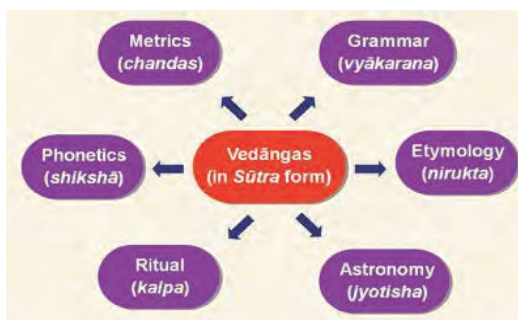 Metrics
(chandas)
Grammar
(vyākarana)
Phonetics
(shikshā)
Vedāngas
(in Sūtra form)
Etymology
(nirukta)
Ritual
(kalpa)
Astronomy
(jyotisha)